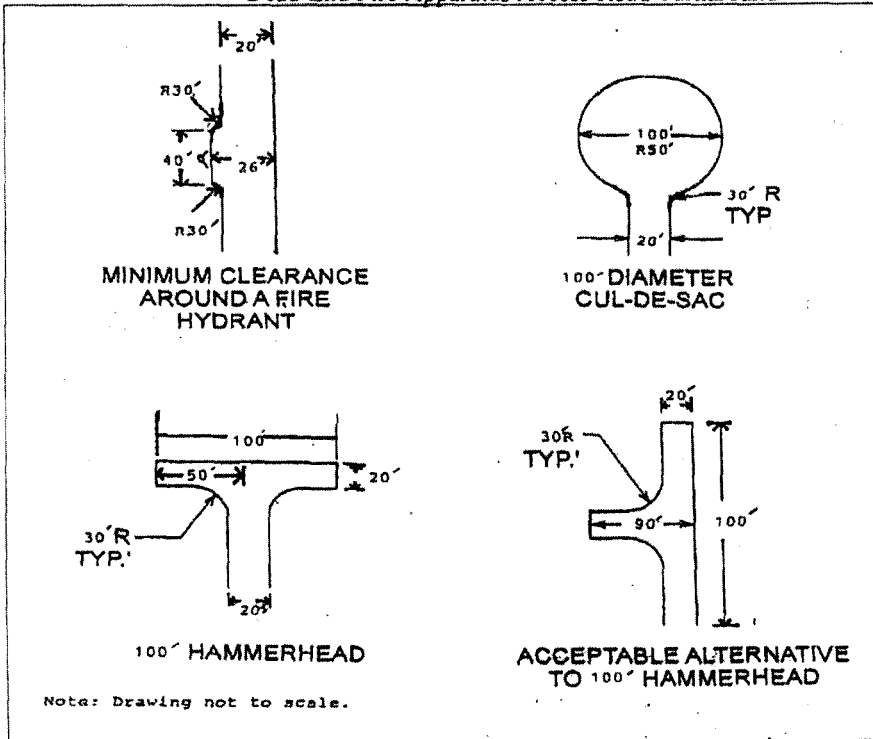 20'
R30'
40'
26'
R30'
MINIMUM CLEARANCE
AROUND A FIRE
HYDRANT
100'
R50'
30' R
TYP
20'
100' DIAMETER
CUL-DE-SAC
100'
50'
20'
30' R
TYP.'
20'
100' HAMMERHEAD
20'
30'R
TYP.'
90'
100'
ACCEPTABLE ALTERNATIVE
TO 100' HAMMERHEAD
Note: Drawing not to scale.